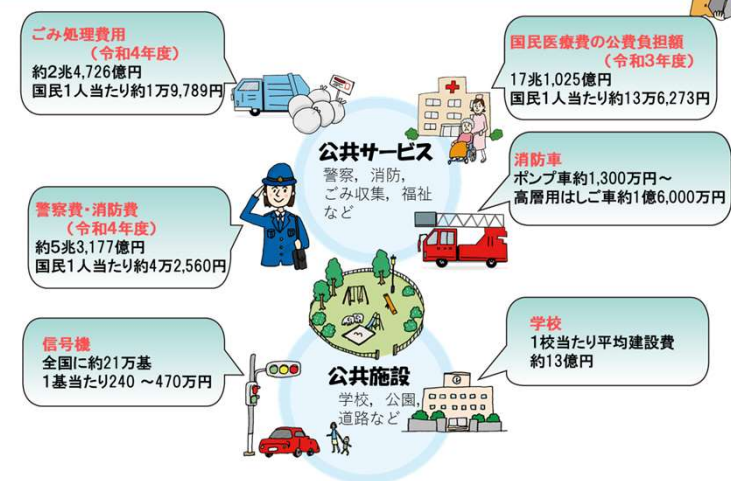 ごみ処理費用
（令和4年度）
約2兆4,726億円
国民1人当たり約1万9,789円
国民医療費の公費負担額
（令和3年度）
17兆1,025億円
国民1人当たり約13万6,273円
公共サービス
警察，消防，
ごみ収集，福祉
など
消防車
ポンプ車約1,300万円～
高層用はしご車約1億6,000万円
警察費・消防費
（令和4年度）
約5兆3,177億円
国民1人当たり約4万2,560円
信号機
全国に約21万基
1基当たり240 ～470万円
公共施設
学校，公園，
道路など
学校
1校当たり平均建設費
約13億円